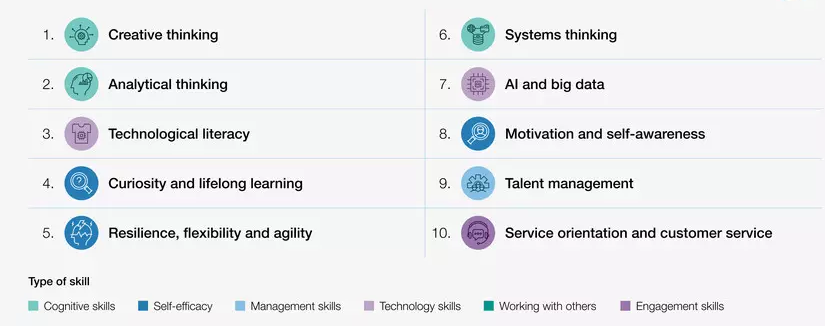 1. Creative thinking
2. Analytical thinking
3. Technological literacy
4. Curiosity and lifelong learning
5. Resilience, flexibility and agility
6. Systems thinking
7. AI and big data
8. Motivation and self-awareness
9. Talent management
10. Service orientation and customer service
Type of skill
Cognitive skills Self-efficacy Management skills Technology skills Working with others Engagement skills